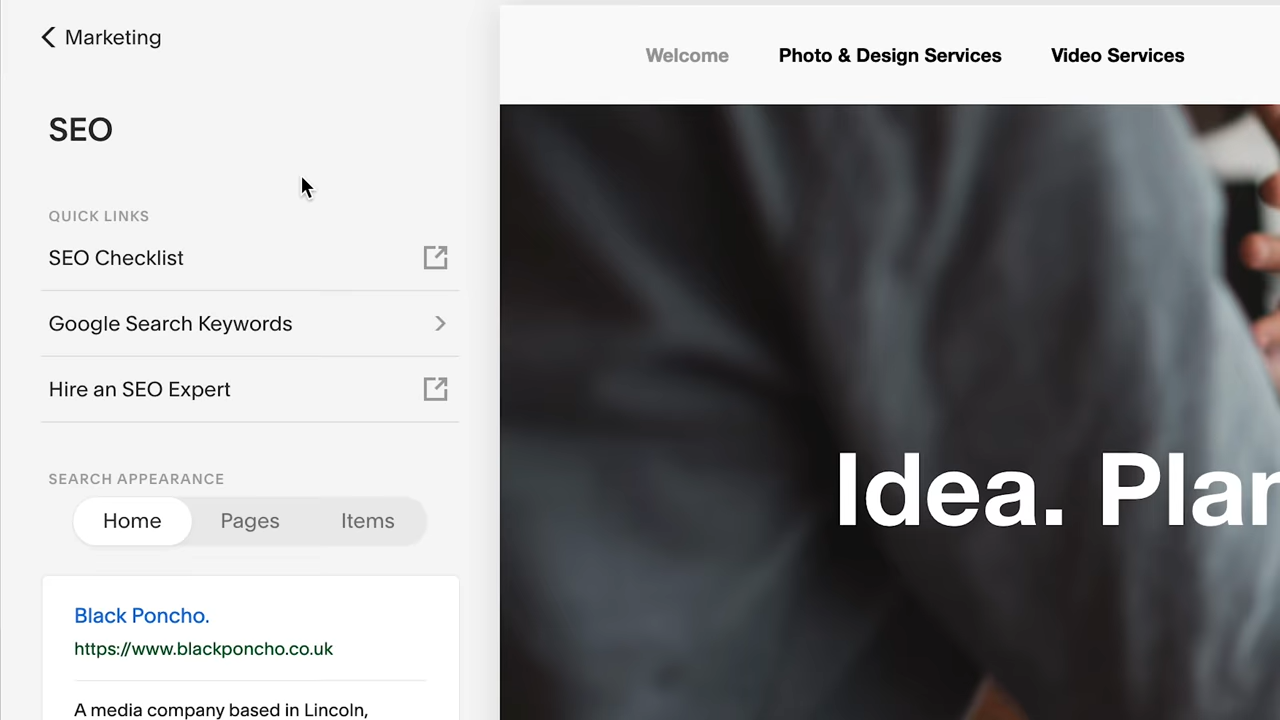 Marketing
SEO
QUICK LINKS
SEO Checklist
Google Search Keywords
Hire an SEO Expert
SEARCH APPEARANCE
Home Pages Items
Black Poncho.
https://www.blackponcho.co.uk
A media company based in Lincoln,
Welcome Photo & Design Services Video Services
Idea. Plan